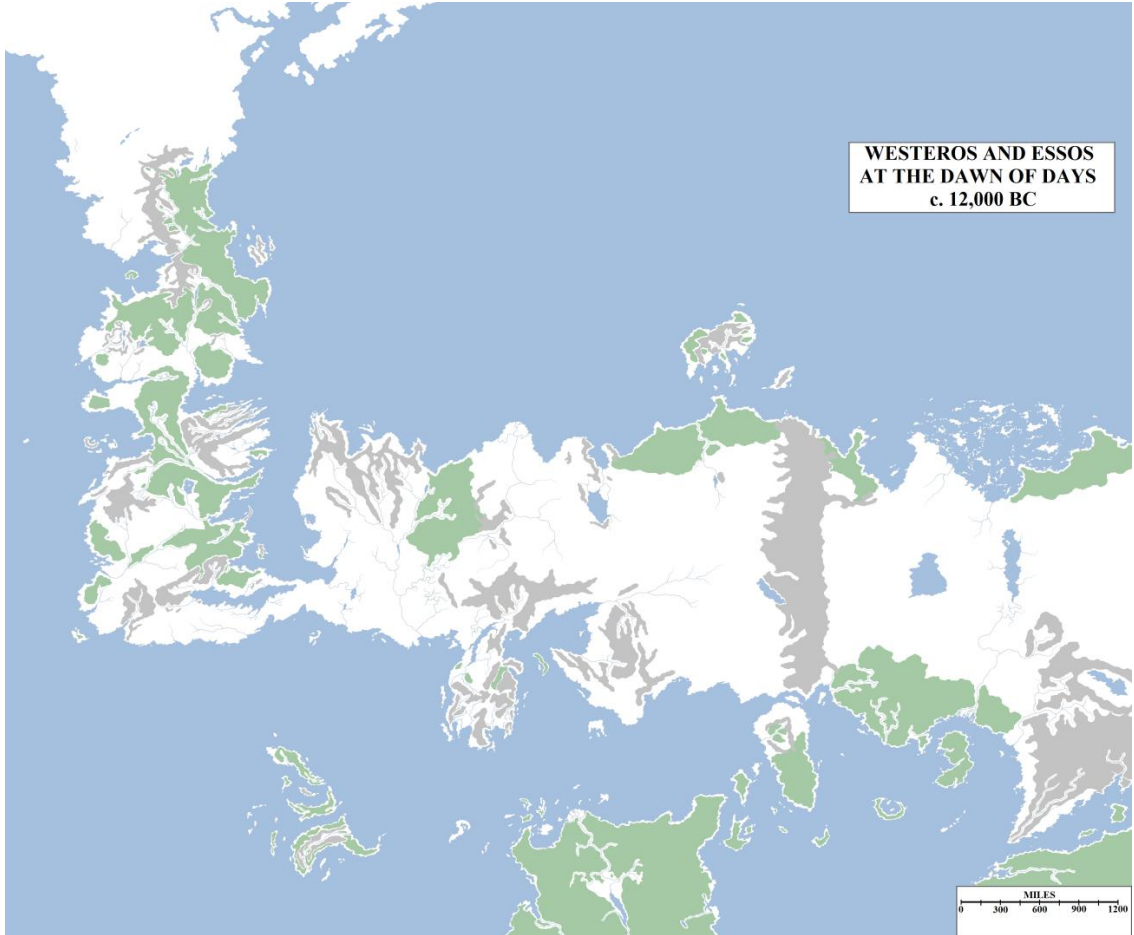 WESTEROS AND ESSOS
AT THE DAWN OF DAYS
c. 12,000 BC
MILES
0 300 600 900 1200